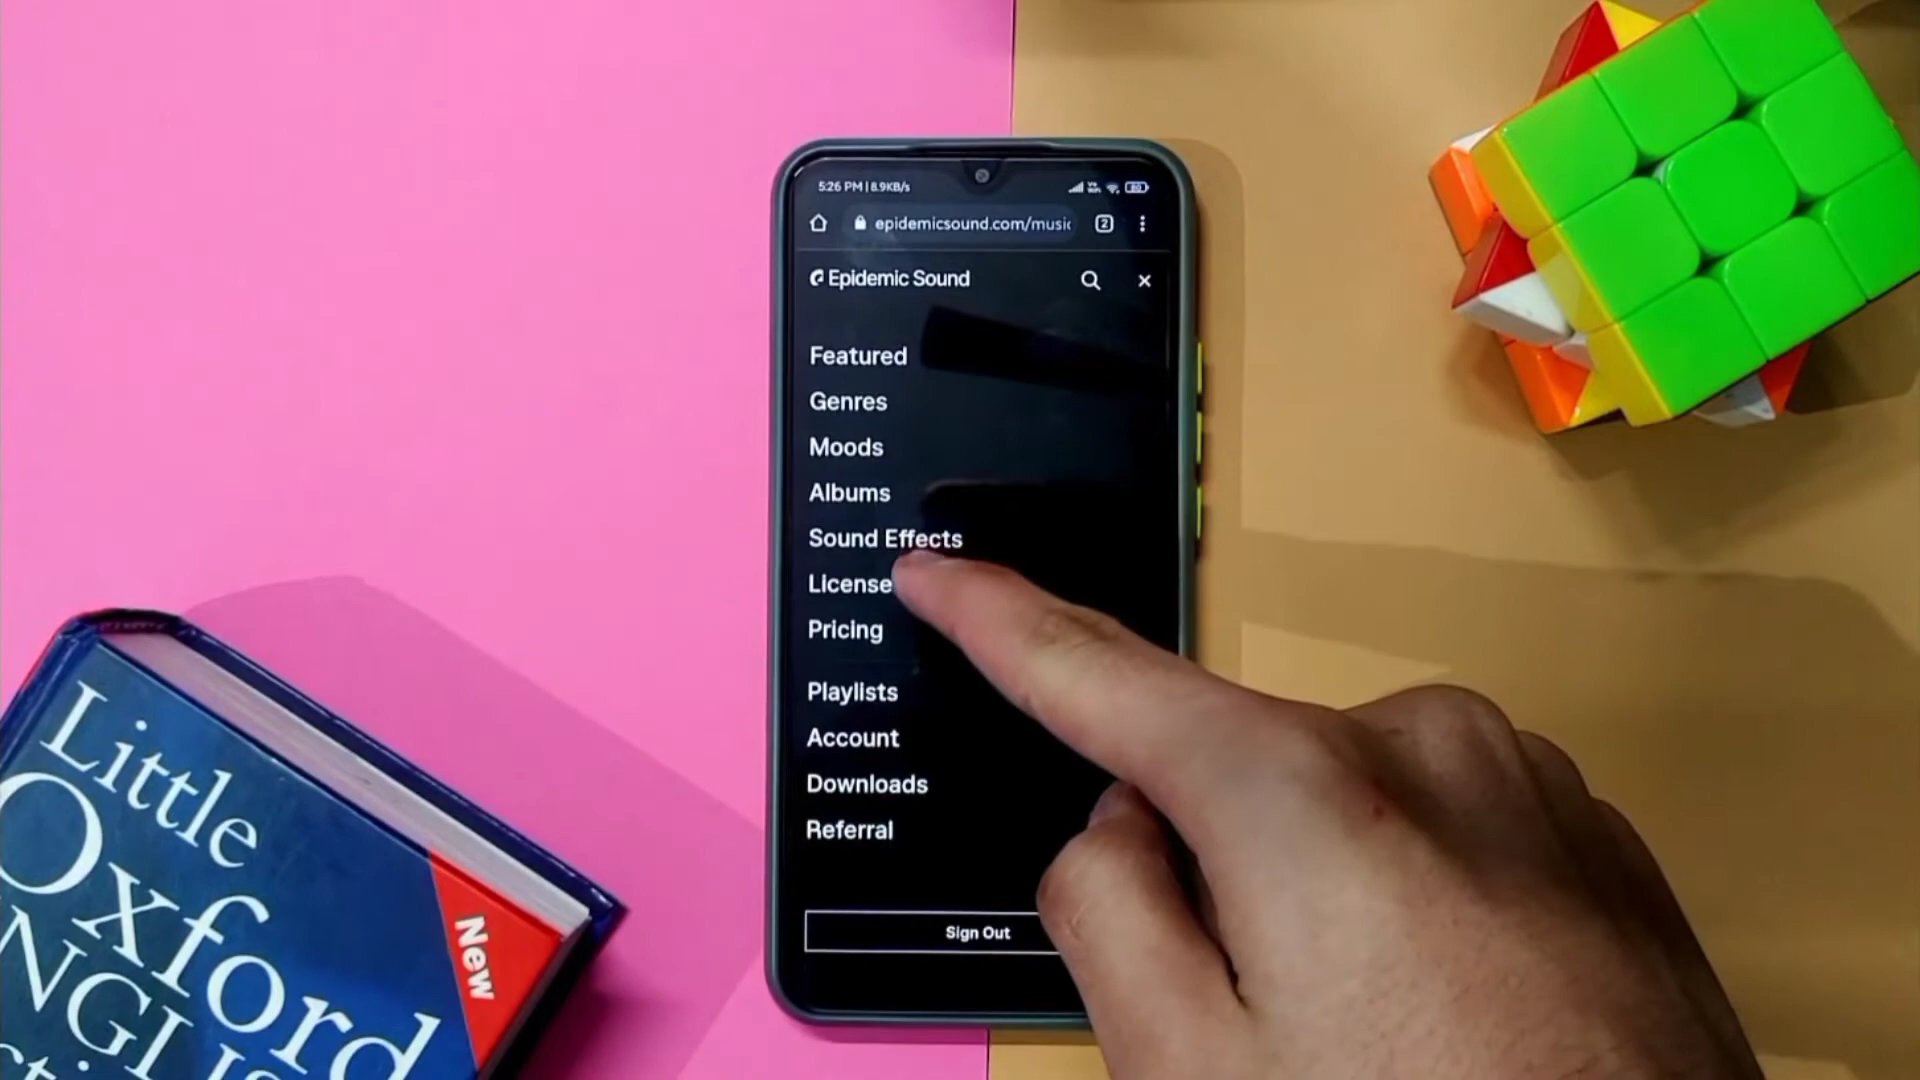 5:26 PM | 8.9KB/s
80
epidemicsound.com/music
2
Epidemic Sound
Featured
Genres
Moods
Albums
Sound Effects
License
Pricing
Playlists
Account
Downloads
Referral
Sign Out
Little
Oxford
New